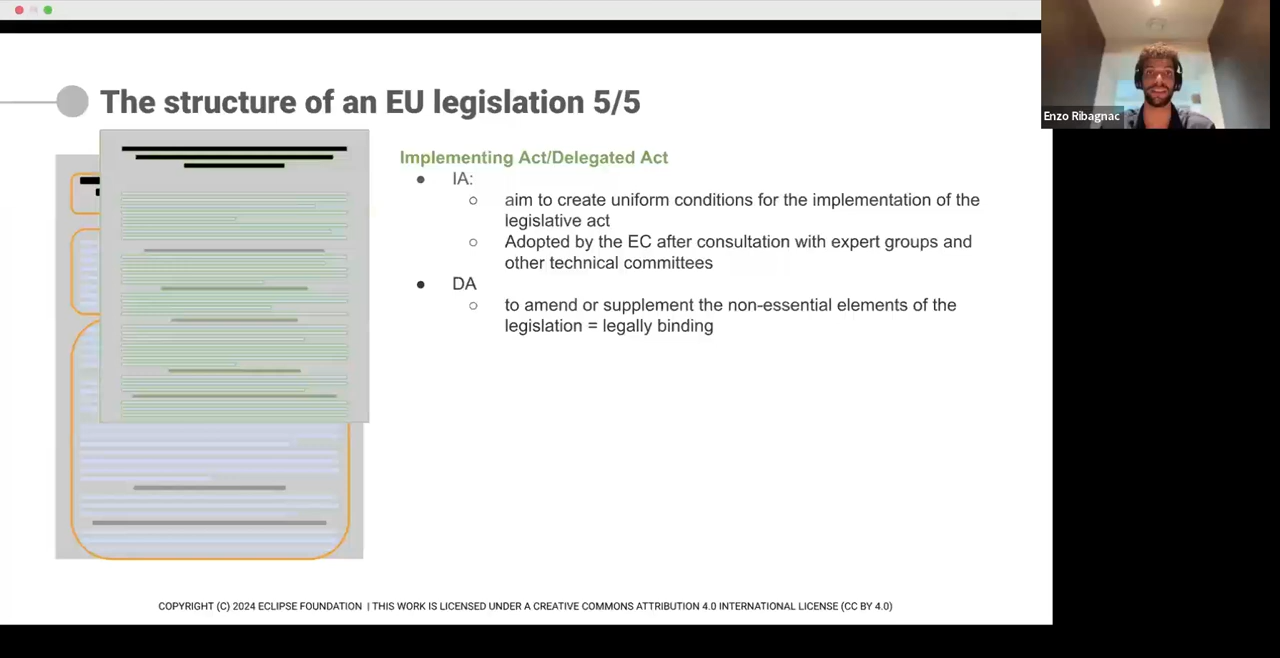 The structure of an EU legislation 5/5
Enzo Ribagnac
Implementing Act/Delegated Act
● IA:
○ aim to create uniform conditions for the implementation of the
legislative act
○ Adopted by the EC after consultation with expert groups and
other technical committees
● DA
○ to amend or supplement the non-essential elements of the
legislation = legally binding
COPYRIGHT (C) 2024 ECLIPSE FOUNDATION | THIS WORK IS LICENSED UNDER A CREATIVE COMMONS ATTRIBUTION 4.0 INTERNATIONAL LICENSE (CC BY 4.0)